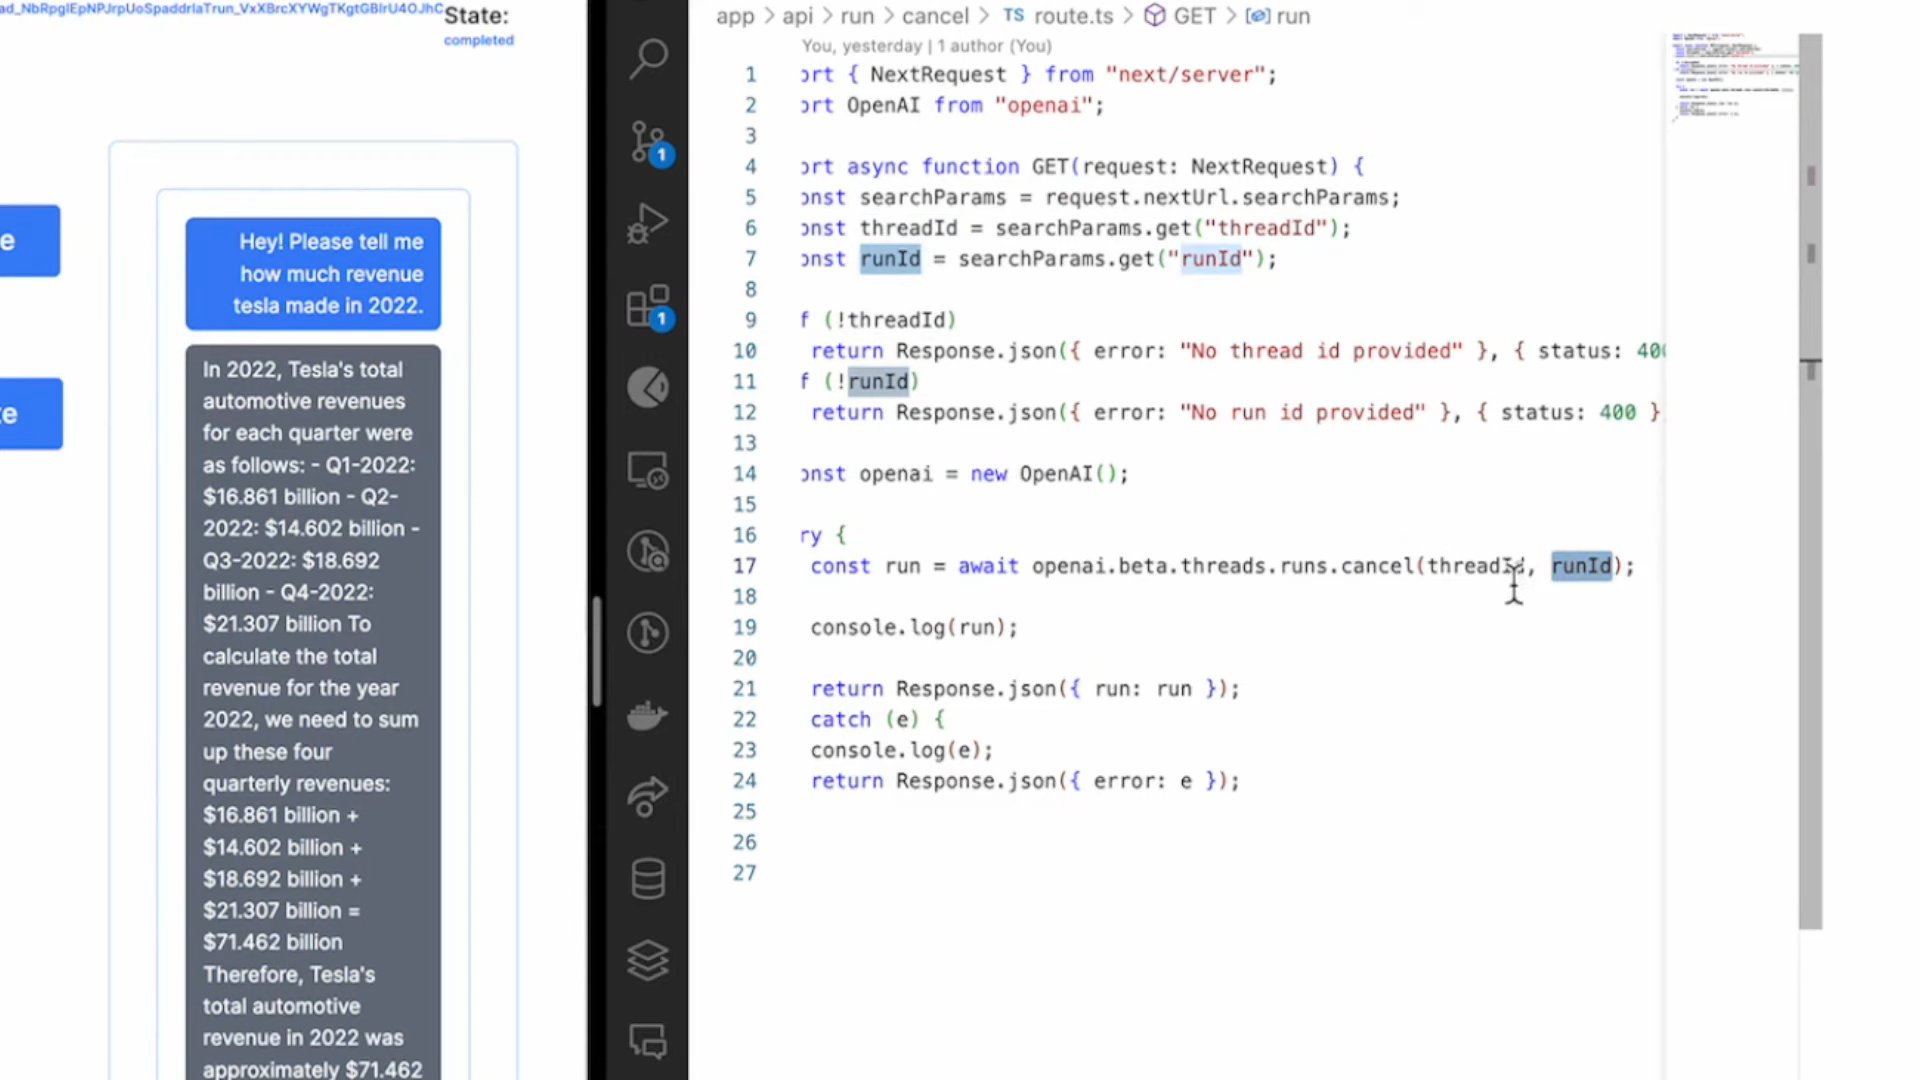 ad_NbRpglEpNPJrpUoSpaddrlaTrun_VxXBrcXYWgTKgtGBIrU4OJhC
State:
completed
e
te
Hey! Please tell me
how much revenue
tesla made in 2022.
In 2022, Tesla's total
automotive revenues
for each quarter were
as follows: - Q1-2022:
$16.861 billion - Q2-
2022: $14.602 billion -
Q3-2022: $18.692
billion - Q4-2022:
$21.307 billion To
calculate the total
revenue for the year
2022, we need to sum
up these four
quarterly revenues:
$16.861 billion +
$14.602 billion +
$18.692 billion +
$21.307 billion =
$71.462 billion
Therefore, Tesla's
total automotive
revenue in 2022 was
approximately $71.462
1
1
app > api > run > cancel > TS route.ts > GET > run
You, yesterday | 1 author (You)
1 ort { NextRequest } from "next/server";
2 ort OpenAI from "openai";
3
4 ort async function GET(request: NextRequest) {
5 onst searchParams = request.nextUrl.searchParams;
6 onst threadId = searchParams.get("threadId");
7 onst runId = searchParams.get("runId");
8
9 f (!threadId)
10 return Response.json({ error: "No thread id provided" }, { status: 400
11 f (!runId)
12 return Response.json({ error: "No run id provided" }, { status: 400 }
13
14 onst openai = new OpenAI();
15
16 ry {
17 const run = await openai.beta.threads.runs.cancel(threadId, runId);
18
19 console.log(run);
20
21 return Response.json({ run: run });
22 catch (e) {
23 console.log(e);
24 return Response.json({ error: e });
25
26
27